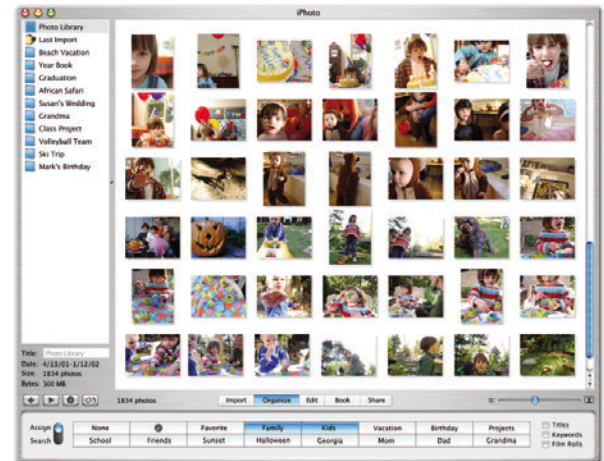 iPhoto
Photo Library
Last Import
Beach Vacation
Year Book
Graduation
African Safari
Susan's Wedding
Grandma
Class Project
Volleyball Team
Ski Trip
Mark's Birthday
Title: Photo Library
Date: 4/13/01-1/12/02
Size: 1834 photos
Bytes: 300 MB
1834 photos
Import Organize Edit Book Share
Assign None Favorite Family Kids Vacation Birthday Projects
Search School Friends Sunset Halloween Georgia Mom Dad Grandma
Titles
Keywords
Film Rolls